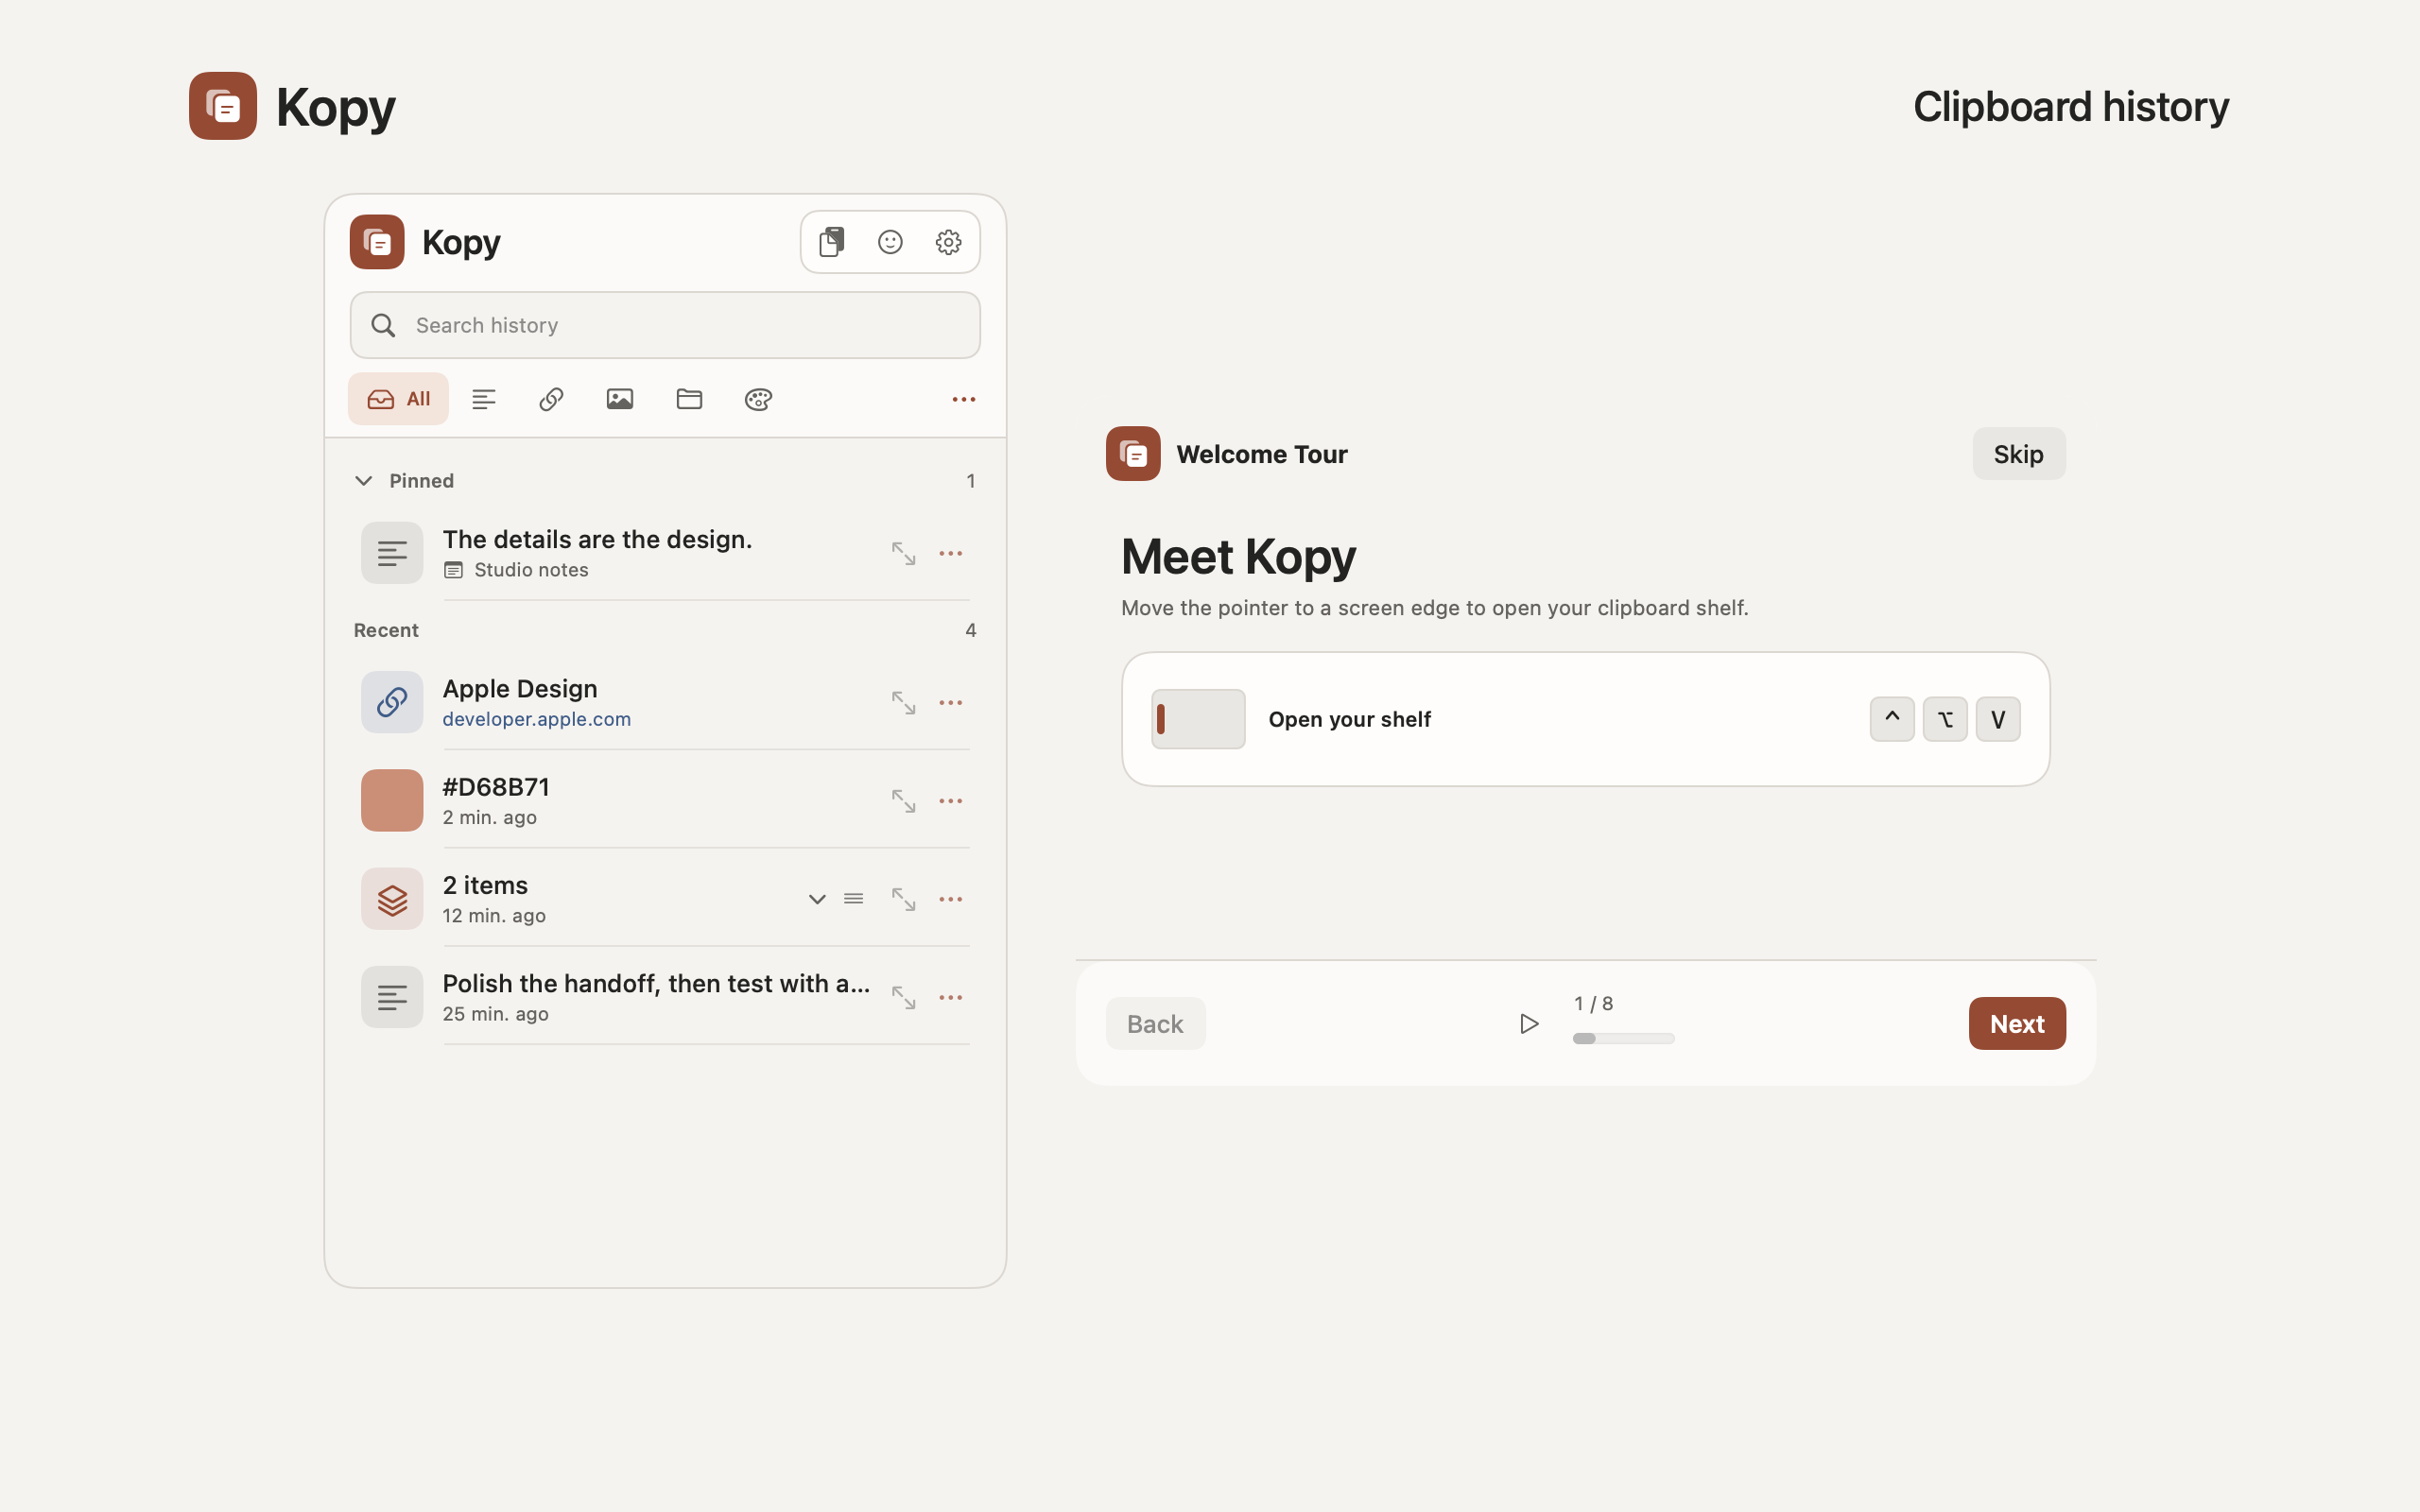 Kopy
Clipboard history
Kopy
Search history
All
Pinned
1
The details are the design.
Studio notes
Recent
4
Apple Design
developer.apple.com
#D68B71
2 min. ago
2 items
12 min. ago
Polish the handoff, then test with a...
25 min. ago
Welcome Tour
Skip
Meet Kopy
Move the pointer to a screen edge to open your clipboard shelf.
Open your shelf
^ ⌥ V
Back
1 / 8
Next